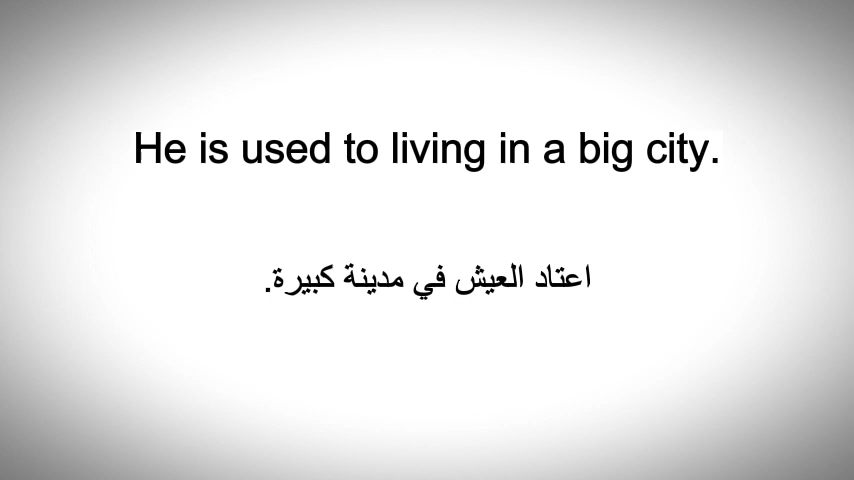 He is used to living in a big city.
اعتاد العيش في مدينة كبيرة.